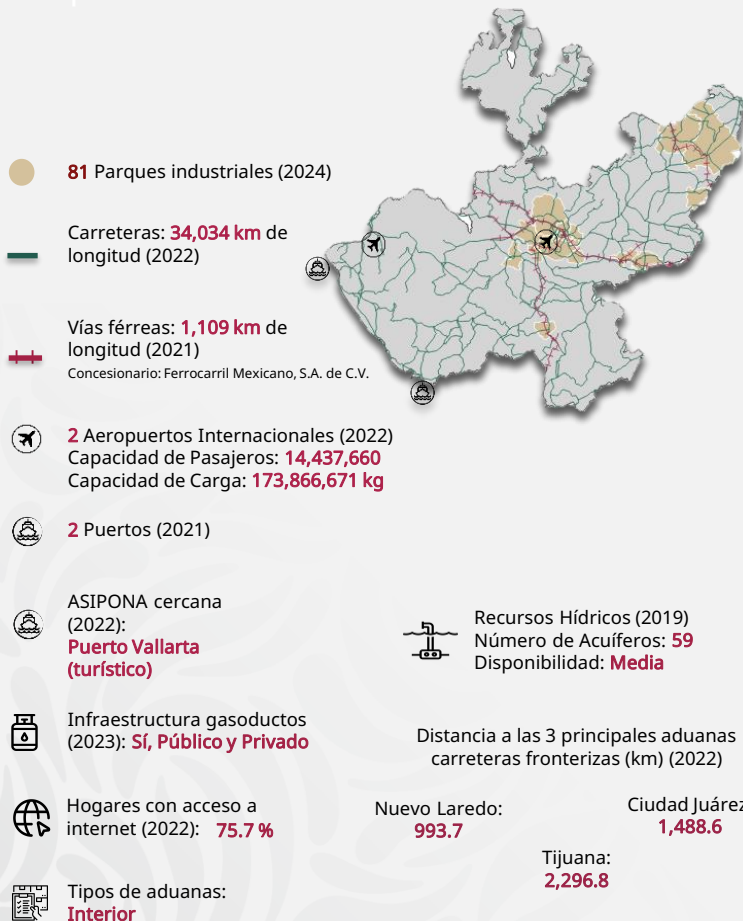 81 Parques industriales (2024)
Carreteras: 34,034 km de
longitud (2022)
Vías férreas: 1,109 km de
longitud (2021)
Concesionario: Ferrocarril Mexicano, S.A. de C.V.
2 Aeropuertos Internacionales (2022)
Capacidad de Pasajeros: 14,437,660
Capacidad de Carga: 173,866,671 kg
2 Puertos (2021)
ASIPONA cercana
(2022):
Puerto Vallarta
(turístico)
Recursos Hídricos (2019)
Número de Acuíferos: 59
Disponibilidad: Media
Infraestructura gasoductos
(2023): Sí, Público y Privado
Distancia a las 3 principales aduanas
carreteras fronterizas (km) (2022)
Hogares con acceso a
internet (2022): 75.7 %
Nuevo Laredo:
993.7
Ciudad Juárez
1,488.6
Tijuana:
2,296.8
Tipos de aduanas:
Interior